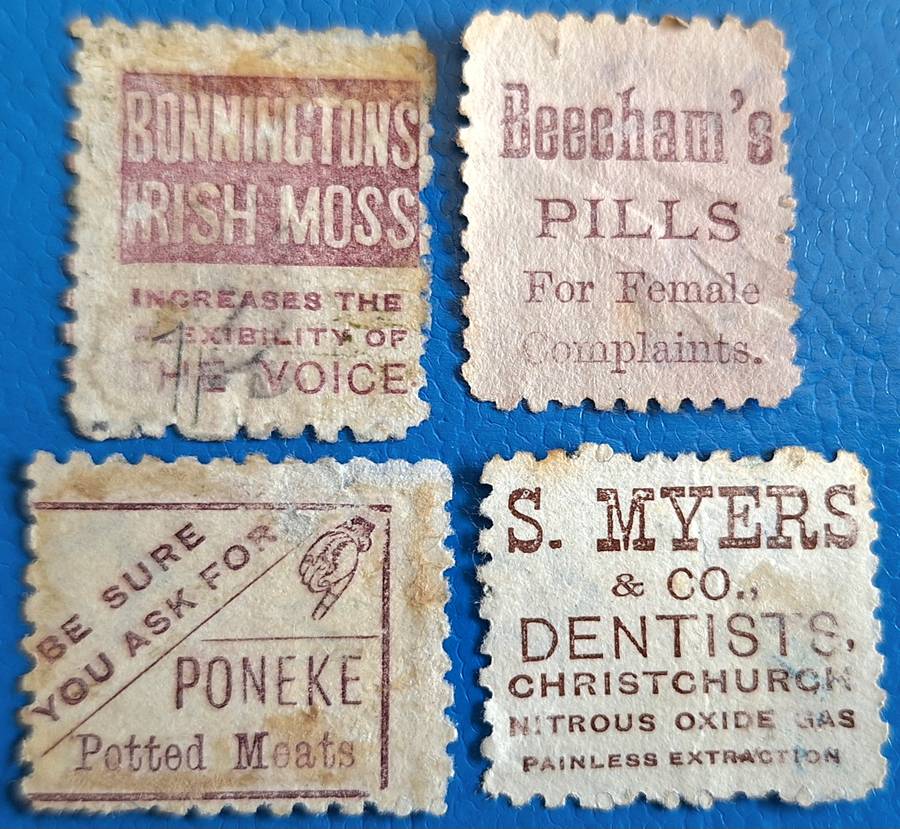 BONNINGTONS
IRISH MOSS
INCREASES THE
FLEXIBILITY OF
THE VOICE
Beecham's
PILLS
For Female
Complaints.
BE SURE
YOU ASK FOR
PONEKE
Potted Meats
S. MYERS
& CO.,
DENTISTS,
CHRISTCHURCH
NITROUS OXIDE GAS
PAINLESS EXTRACTION